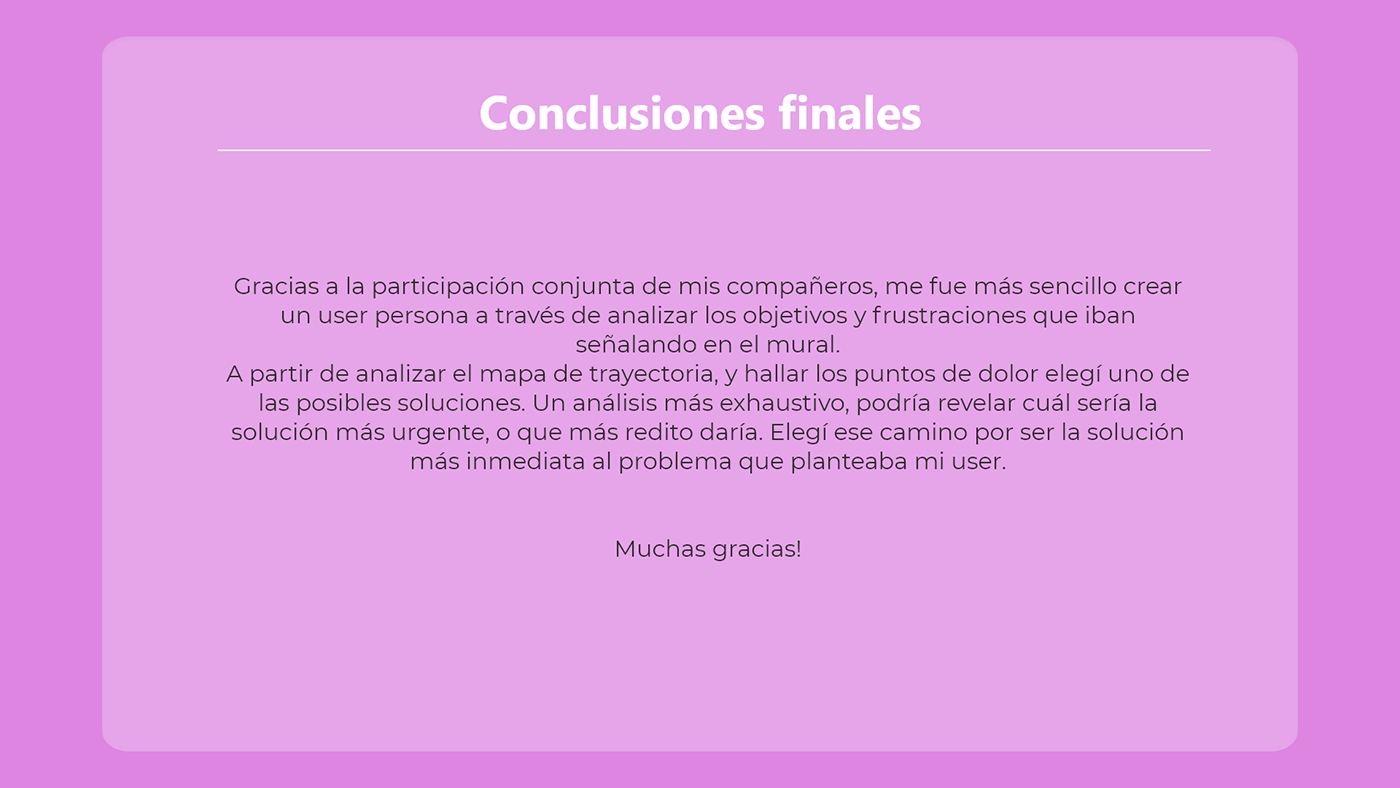 Conclusiones finales
Gracias a la participación conjunta de mis compañeros, me fue más sencillo crear
un user persona a través de analizar los objetivos y frustraciones que iban
señalando en el mural.
A partir de analizar el mapa de trayectoria, y hallar los puntos de dolor elegí uno de
las posibles soluciones. Un análisis más exhaustivo, podría revelar cuál sería la
solución más urgente, o que más redito daría. Elegí ese camino por ser la solución
más inmediata al problema que planteaba mi user.
Muchas gracias!